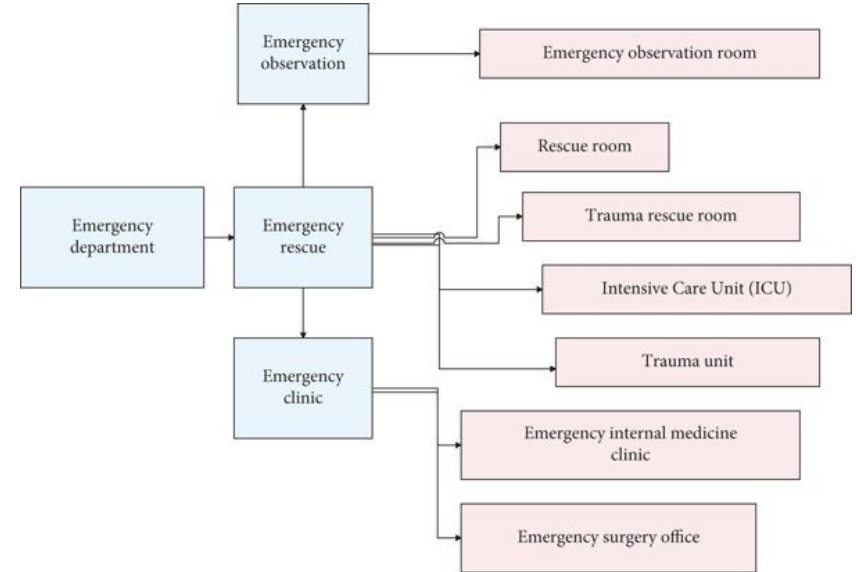 Emergency
observation
Emergency observation room
Rescue room
Emergency
department
Emergency
rescue
Trauma rescue room
Intensive Care Unit (ICU)
Trauma unit
Emergency
clinic
Emergency internal medicine
clinic
Emergency surgery office